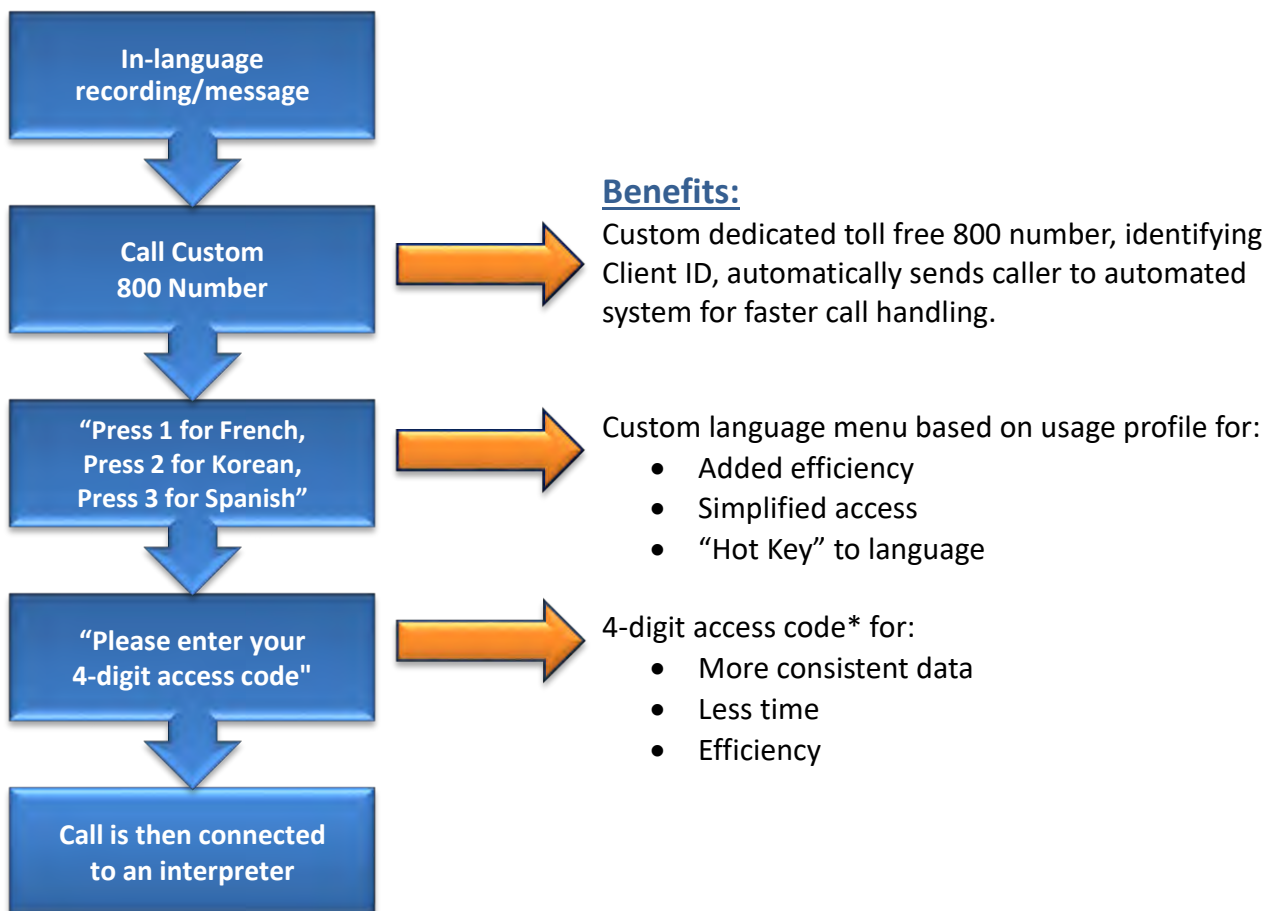 In-language
recording/message
Call Custom
800 Number
Benefits:
Custom dedicated toll free 800 number, identifying
Client ID, automatically sends caller to automated
system for faster call handling.
“Press 1 for French,
Press 2 for Korean,
Press 3 for Spanish”
Custom language menu based on usage profile for:
• Added efficiency
• Simplified access
• “Hot Key” to language
“Please enter your
4-digit access code"
4-digit access code* for:
• More consistent data
• Less time
• Efficiency
Call is then connected
to an interpreter